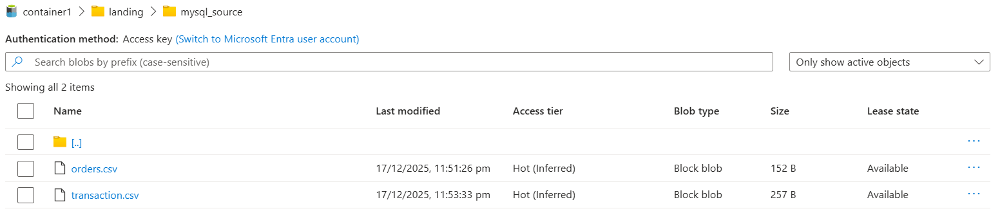 container1 > landing > mysql_source
Authentication method: Access key (Switch to Microsoft Entra user account)
Search blobs by prefix (case-sensitive)
Only show active objects
Showing all 2 items
Name Last modified Access tier Blob type Size Lease state
[..] ...
orders.csv 17/12/2025, 11:51:26 pm Hot (Inferred) Block blob 152 B Available ...
transaction.csv 17/12/2025, 11:53:33 pm Hot (Inferred) Block blob 257 B Available ...